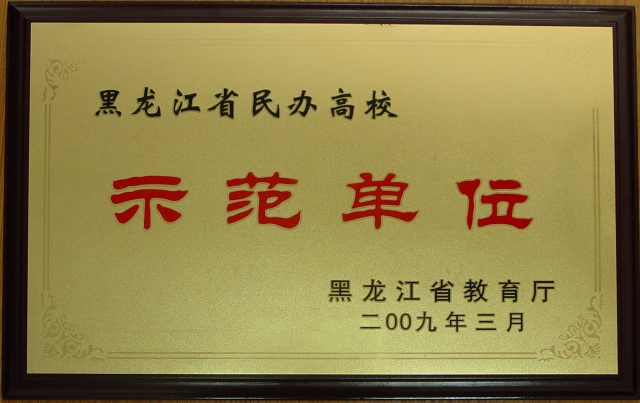 黑龙江省民办高校
示范单位
黑龙江省教育厅
二00九年三月